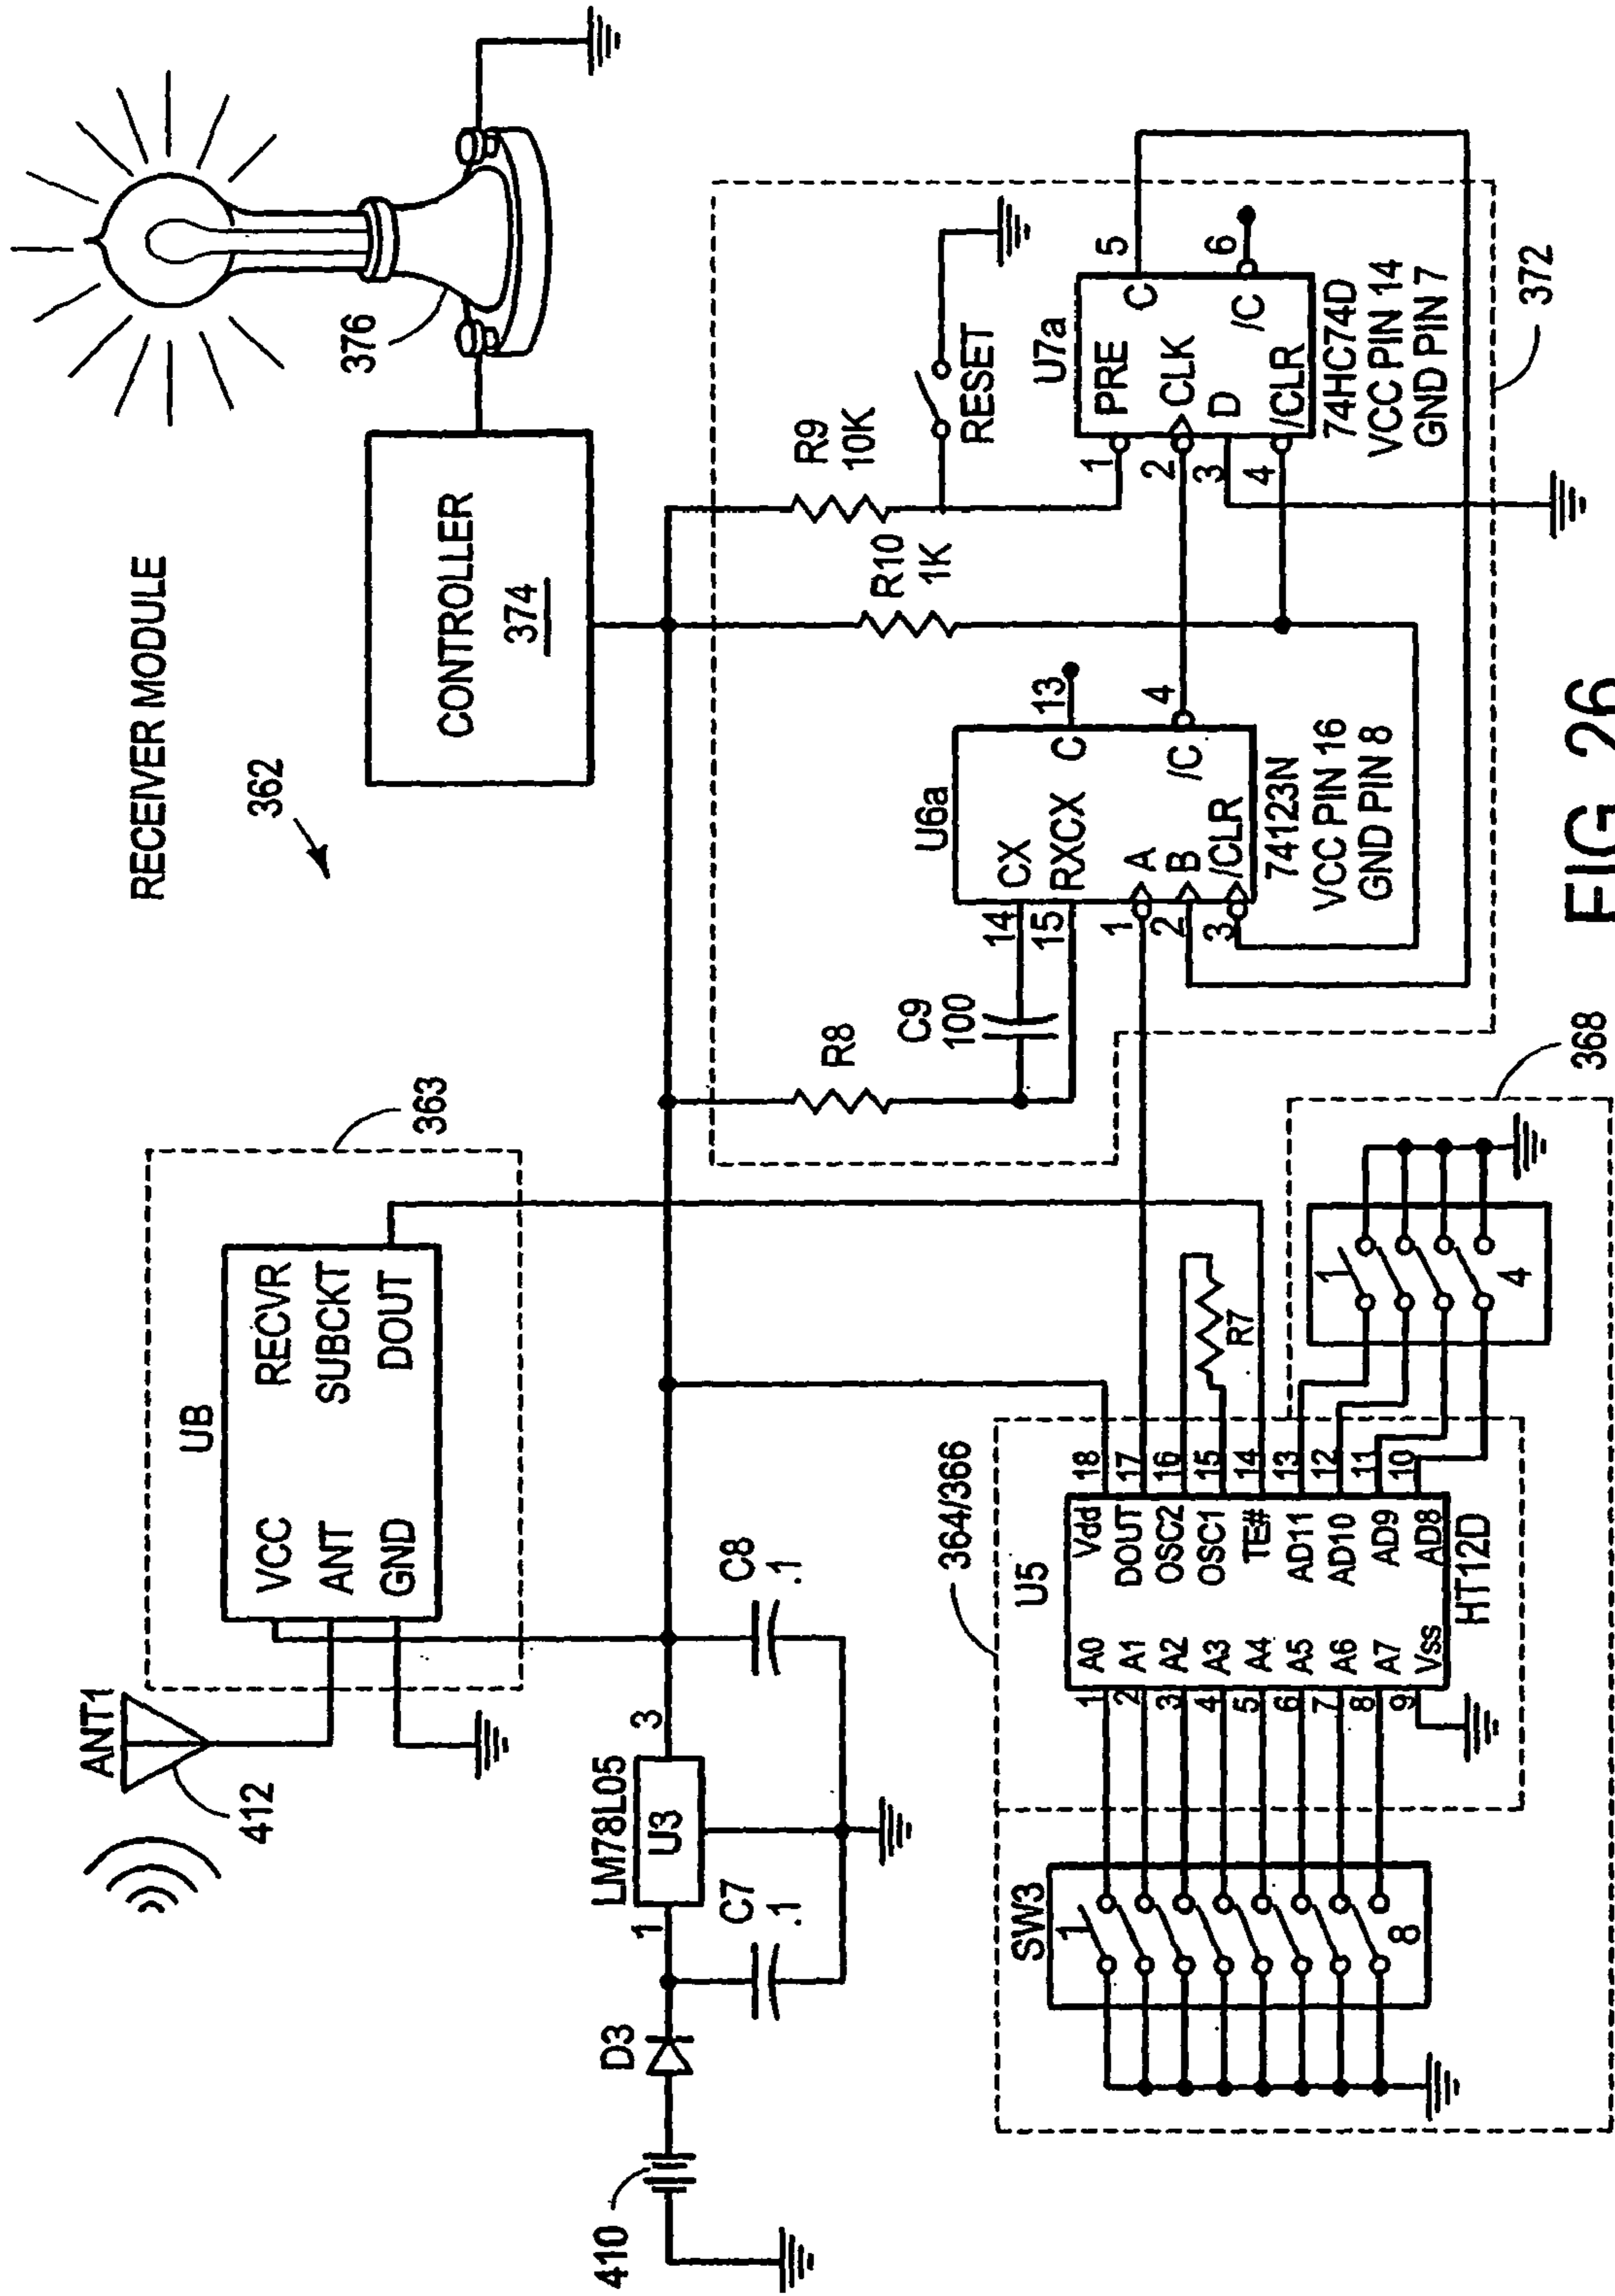 RECEIVER MODULE
362
ANT1
412
UB
VCC
ANT
GND
RECVR
SUBCKT
DOUT
363
CONTROLLER
374
376
410
D3
C7
.1
LM78L05
U3
1
3
C8
.1
R8
C9
100
U6a
14
15
1
2
3
CX
RXCX
A
B
/CLR
C
/C
13
4
74123N
VCC PIN 16
GND PIN 8
R10
1K
R9
10K
RESET
U7a
1
2
3
4
PRE
CLK
D
/CLR
C
/C
5
6
74HC74D
VCC PIN 14
GND PIN 7
372
364/366
SW3
1
8
U5
1
2
3
4
5
6
7
8
9
A0
A1
A2
A3
A4
A5
A6
A7
Vss
Vdd
DOUT
OSC2
OSC1
TE#
AD11
AD10
AD9
AD8
18
17
16
15
14
13
12
11
10
HT12D
R7
1
4
368
FIG. 26